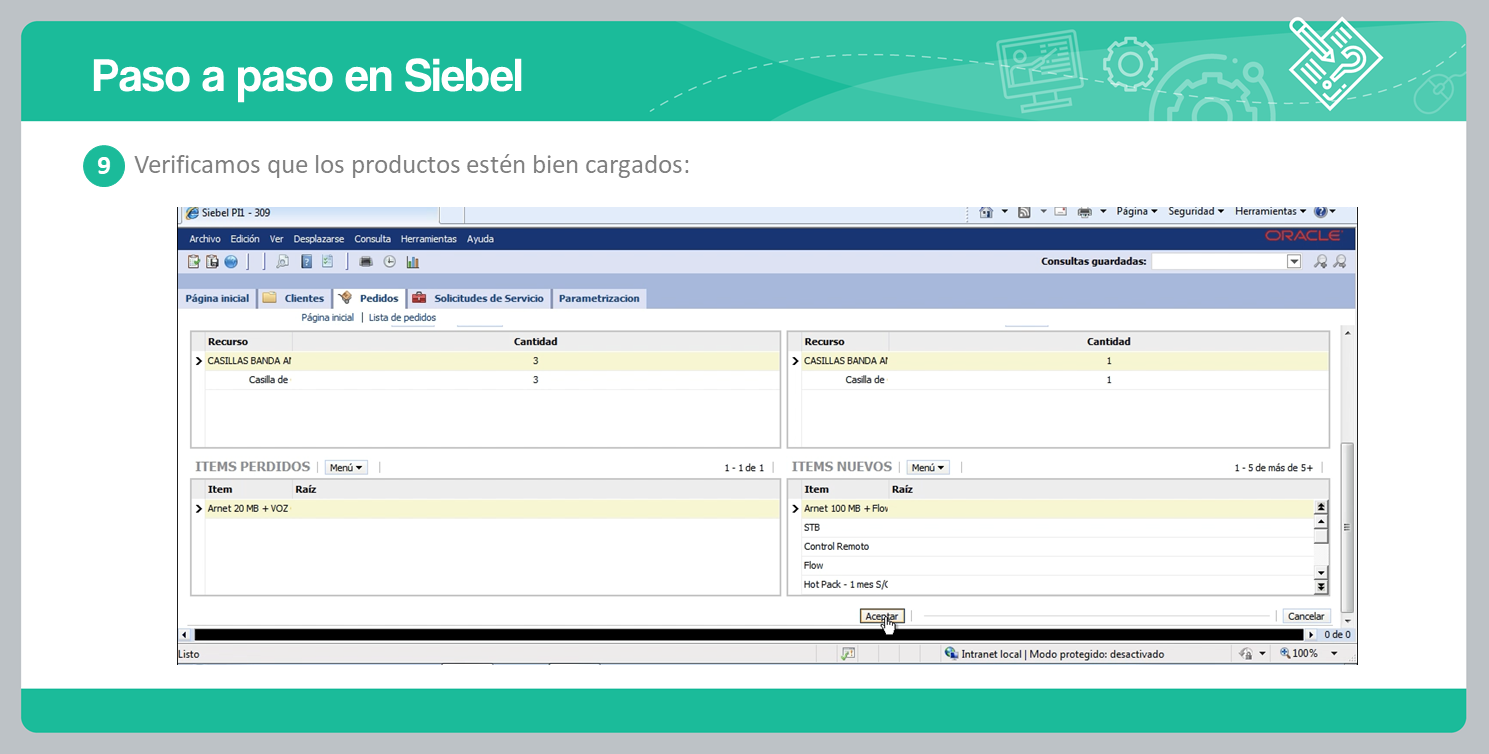 Paso a paso en Siebel
9 Verificamos que los productos estén bien cargados:
Siebel PI1 - 309
Página Seguridad Herramientas
Archivo Edición Ver Desplazarse Consulta Herramientas Ayuda
ORACLE
Consultas guardadas:
Página inicial Clientes Pedidos Solicitudes de Servicio Parametrizacion
Página inicial | Lista de pedidos
Recurso Cantidad Recurso Cantidad
CASILLAS BANDA AI 3 CASILLAS BANDA AI 1
Casilla de 3 Casilla de 1
ITEMS PERDIDOS Menú 1 - 1 de 1 ITEMS NUEVOS Menú 1 - 5 de más de 5+
Item Raíz Item Raíz
Arnet 20 MB + VOZ Arnet 100 MB + Flow
STB
Control Remoto
Flow
Hot Pack - 1 mes S/C
Aceptar Cancelar
0 de 0
Listo Intranet local | Modo protegido: desactivado 100%